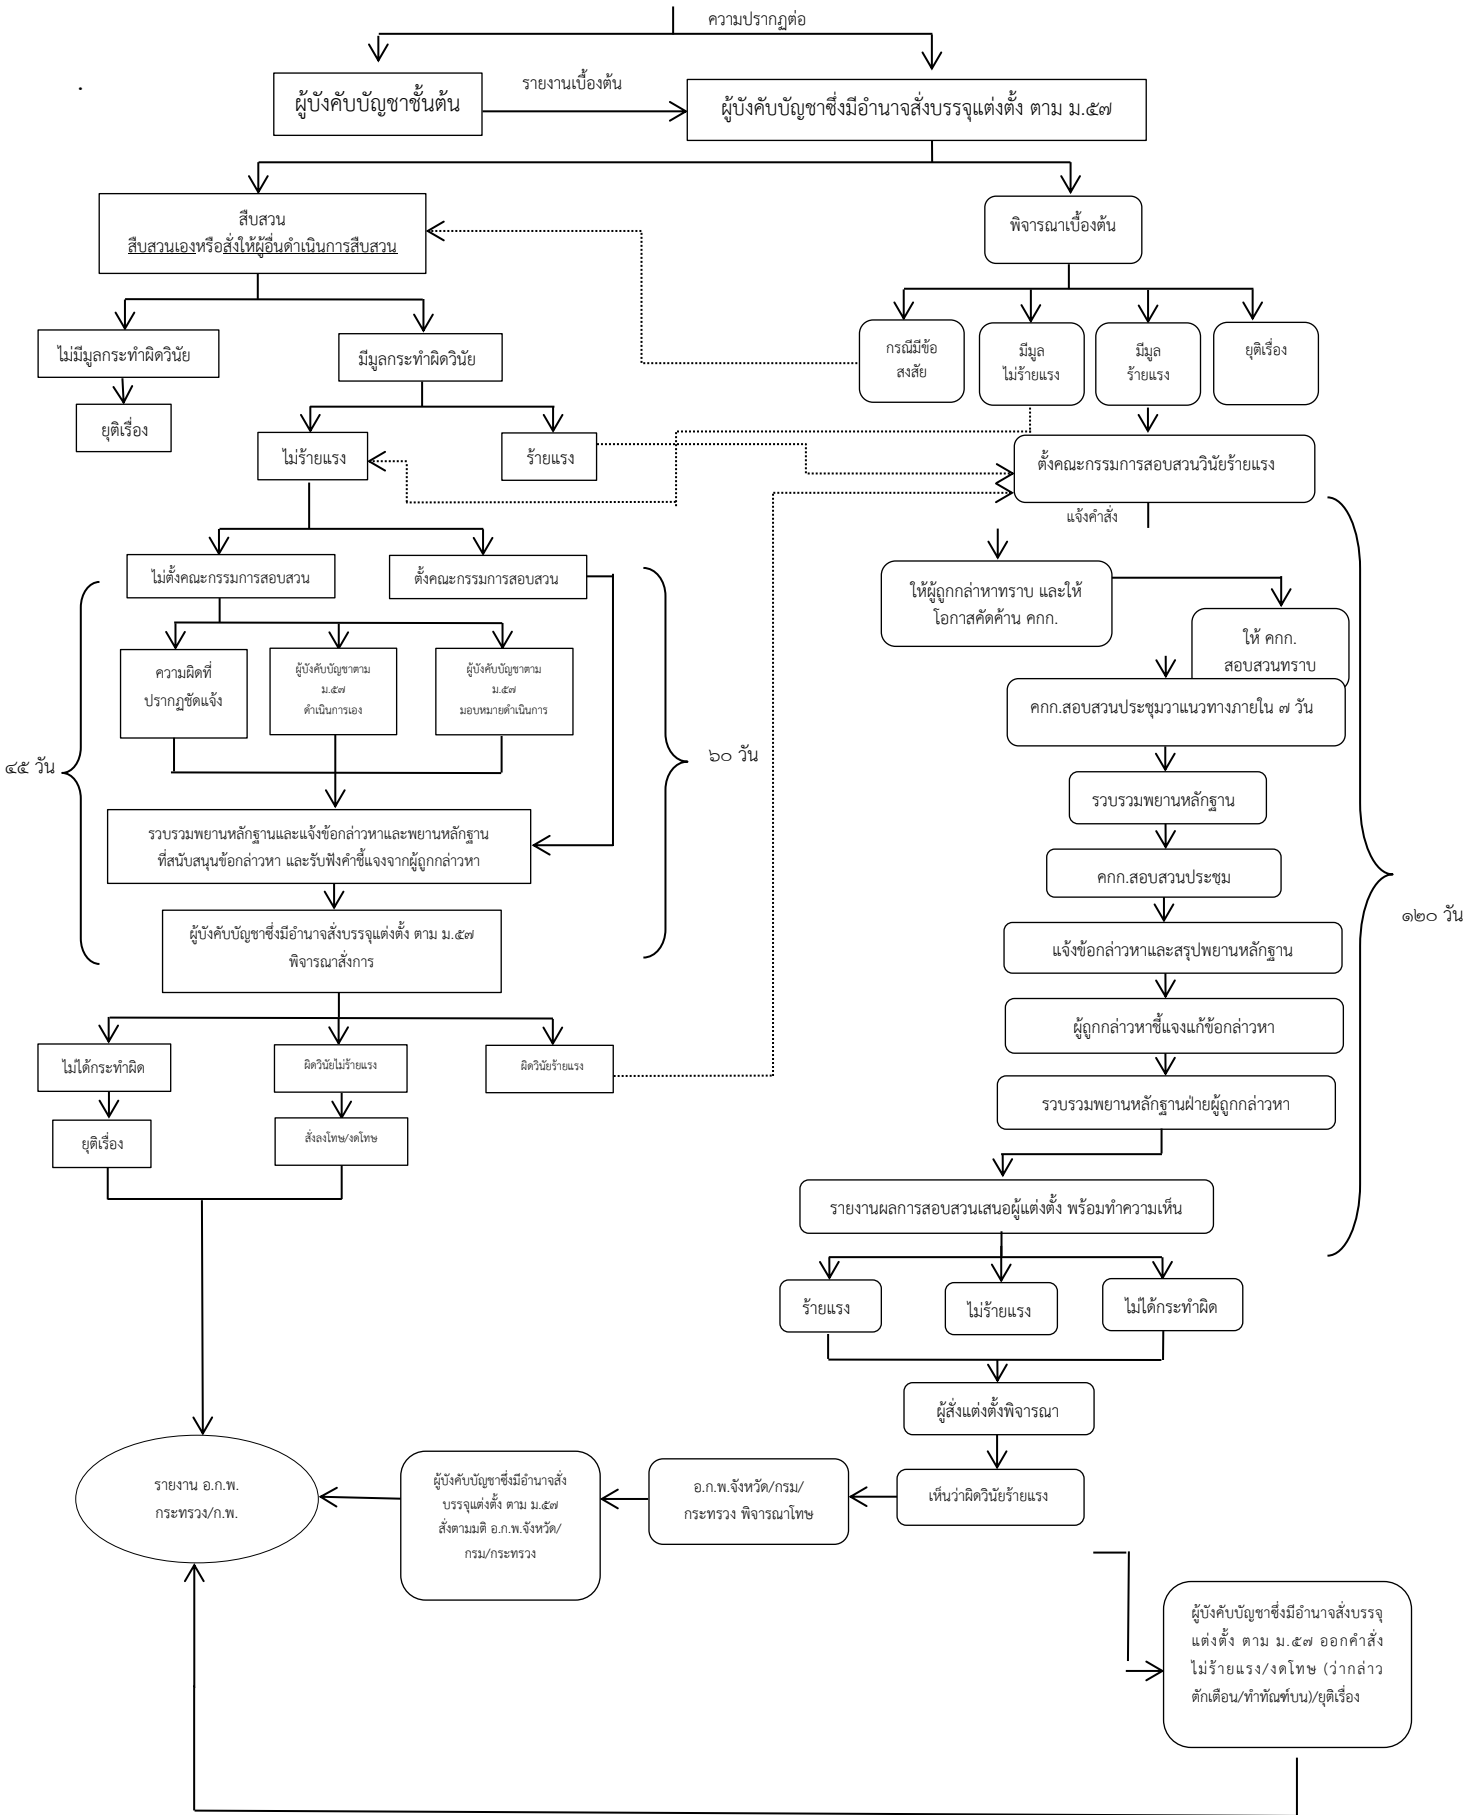 ความปรากฏต่อ
ผู้บังคับบัญชาชั้นต้น
รายงานเบื้องต้น
ผู้บังคับบัญชาซึ่งมีอำนาจสั่งบรรจุแต่งตั้ง ตาม ม.๕๗
สืบสวน
สืบสวนเองหรือสั่งให้ผู้อื่นดำเนินการสืบสวน
พิจารณาเบื้องต้น
ไม่มีมูลกระทำผิดวินัย
มีมูลกระทำผิดวินัย
กรณีมีข้อ
สงสัย
มีมูล
ไม่ร้ายแรง
มีมูล
ร้ายแรง
ยุติเรื่อง
ยุติเรื่อง
ไม่ร้ายแรง
ร้ายแรง
ตั้งคณะกรรมการสอบสวนวินัยร้ายแรง
แจ้งคำสั่ง
ไม่ตั้งคณะกรรมการสอบสวน
ตั้งคณะกรรมการสอบสวน
ให้ผู้ถูกกล่าหาทราบ และให้
โอกาสคัดค้าน คกก.
ให้ คกก.
สอบสวนทราบ
ความผิดที่
ปรากฏชัดแจ้ง
ผู้บังคับบัญชาตาม
ม.๕๗
ดำเนินการเอง
ผู้บังคับบัญชาตาม
ม.๕๗
มอบหมายดำเนินการ
คกก.สอบสวนประชุมวาแนวทางภายใน ๗ วัน
๔๕ วัน
๖๐ วัน
รวบรวมพยานหลักฐาน
รวบรวมพยานหลักฐานและแจ้งข้อกล่าวหาและพยานหลักฐาน
ที่สนับสนุนข้อกล่าวหา และรับฟังคำชี้แจงจากผู้ถูกกล่าวหา
คกก.สอบสวนประชุม
๑๒๐ วัน
ผู้บังคับบัญชาซึ่งมีอำนาจสั่งบรรจุแต่งตั้ง ตาม ม.๕๗
พิจารณาสั่งการ
แจ้งข้อกล่าวหาและสรุปพยานหลักฐาน
ผู้ถูกกล่าวหาชี้แจงแก้ข้อกล่าวหา
ไม่ได้กระทำผิด
ผิดวินัยไม่ร้ายแรง
ผิดวินัยร้ายแรง
รวบรวมพยานหลักฐานฝ่ายผู้ถูกกล่าวหา
ยุติเรื่อง
สั่งลงโทษ/งดโทษ
รายงานผลการสอบสวนเสนอผู้แต่งตั้ง พร้อมทำความเห็น
ร้ายแรง
ไม่ร้ายแรง
ไม่ได้กระทำผิด
ผู้สั่งแต่งตั้งพิจารณา
เห็นว่าผิดวินัยร้ายแรง
อ.ก.พ.จังหวัด/กรม/
กระทรวง พิจารณาโทษ
ผู้บังคับบัญชาซึ่งมีอำนาจสั่ง
บรรจุแต่งตั้ง ตาม ม.๕๗
สั่งตามมติ อ.ก.พ.จังหวัด/
กรม/กระทรวง
รายงาน อ.ก.พ.
กระทรวง/ก.พ.
ผู้บังคับบัญชาซึ่งมีอำนาจสั่งบรรจุ
แต่งตั้ง ตาม ม.๕๗ ออกคำสั่ง
ไม่ร้ายแรง/งดโทษ (ว่ากล่าว
ตักเตือน/ทำทัณฑ์บน)/ยุติเรื่อง